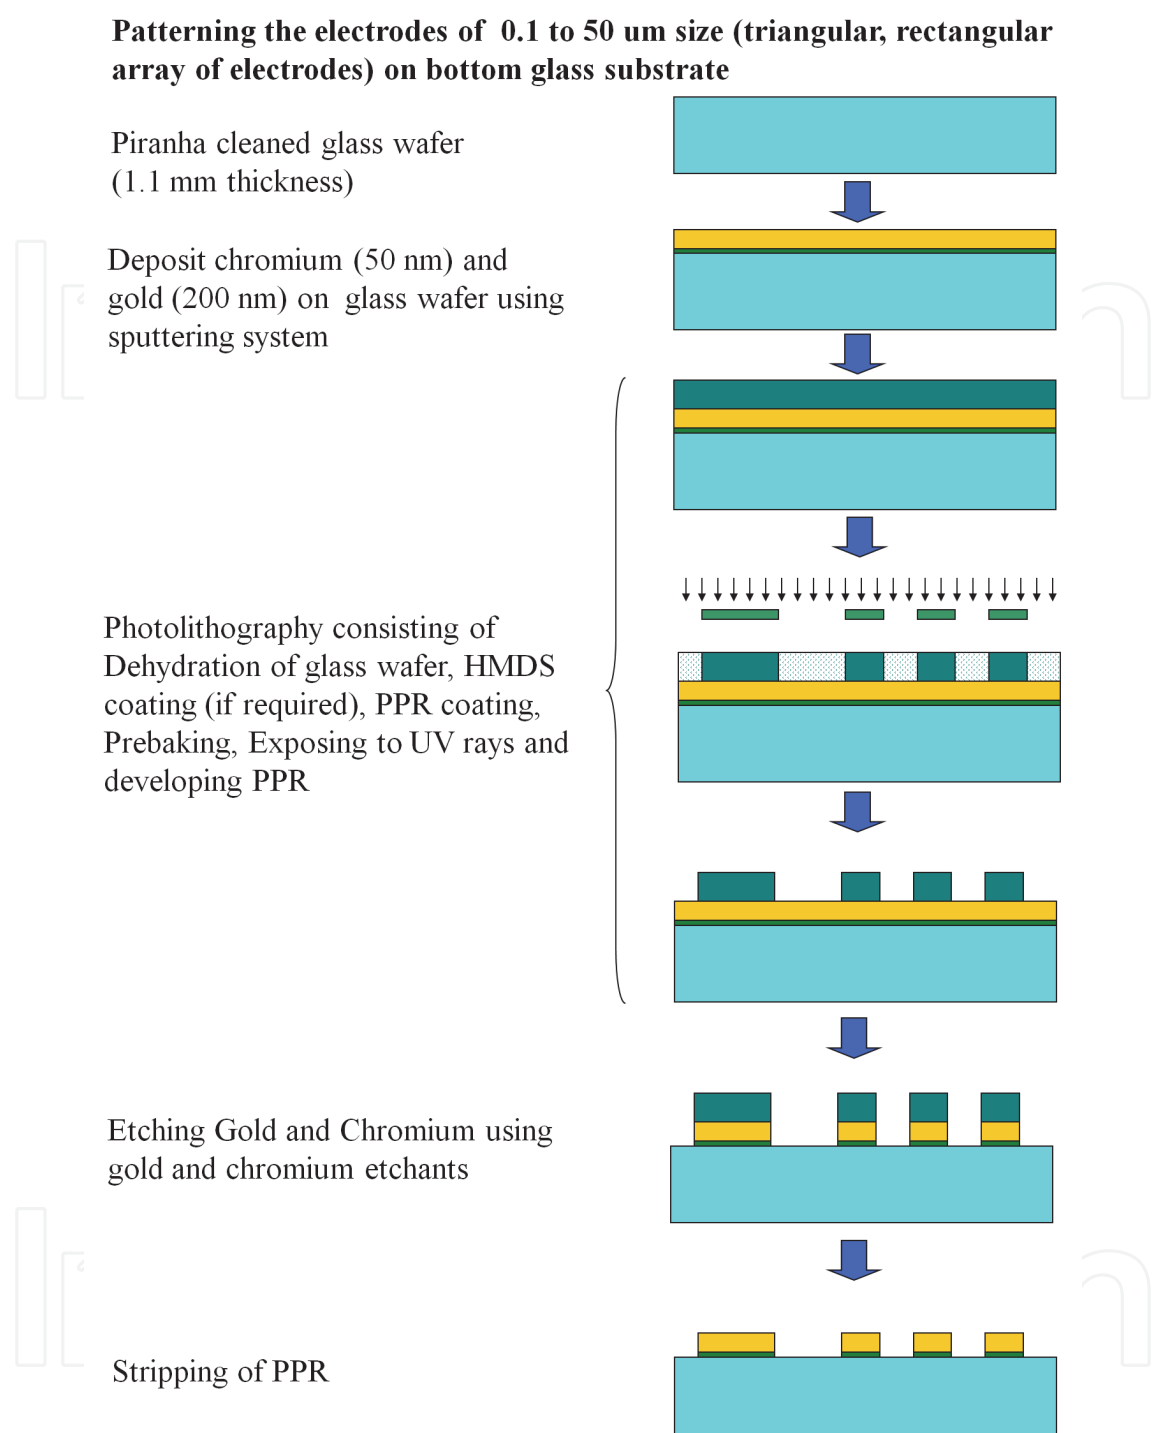 Patterning the electrodes of 0.1 to 50 um size (triangular, rectangular
array of electrodes) on bottom glass substrate
Piranha cleaned glass wafer
(1.1 mm thickness)
Deposit chromium (50 nm) and
gold (200 nm) on glass wafer using
sputtering system
Photolithography consisting of
Dehydration of glass wafer, HMDS
coating (if required), PPR coating,
Prebaking, Exposing to UV rays and
developing PPR
Etching Gold and Chromium using
gold and chromium etchants
Stripping of PPR